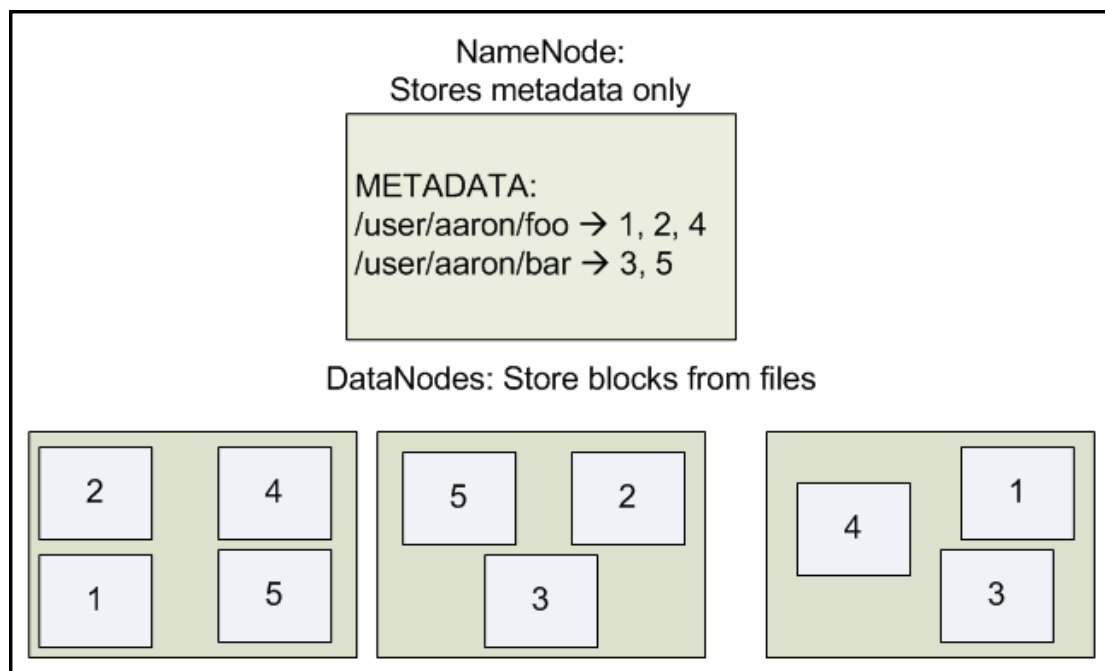 NameNode:
Stores metadata only
METADATA:
/user/aaron/foo → 1, 2, 4
/user/aaron/bar → 3, 5
DataNodes: Store blocks from files
2
4
1
5
5
2
3
4
1
3